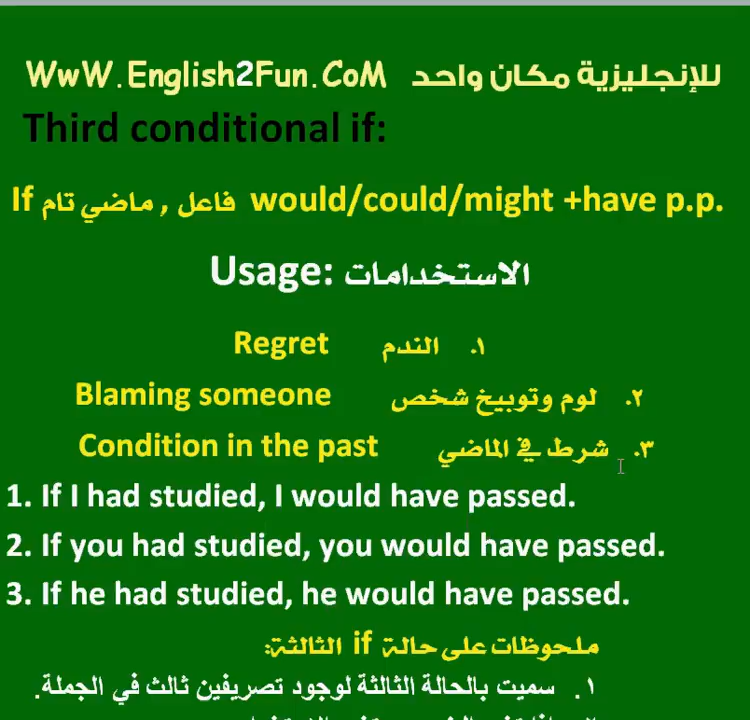 WwW.English2Fun.CoM للإنجليزية مكان واحد
Third conditional if:
If ماضي تام , فاعل would/could/might +have p.p.
Usage: الاستخدامات
Regret الندم .١
Blaming someone لوم وتوبيخ شخص .٢
Condition in the past شرط في الماضي .٣
1. If I had studied, I would have passed.
2. If you had studied, you would have passed.
3. If he had studied, he would have passed.
ملحوظات على حالة if الثالثة:
١. سميت بالحالة الثالثة لوجود تصريفين ثالث في الجملة.